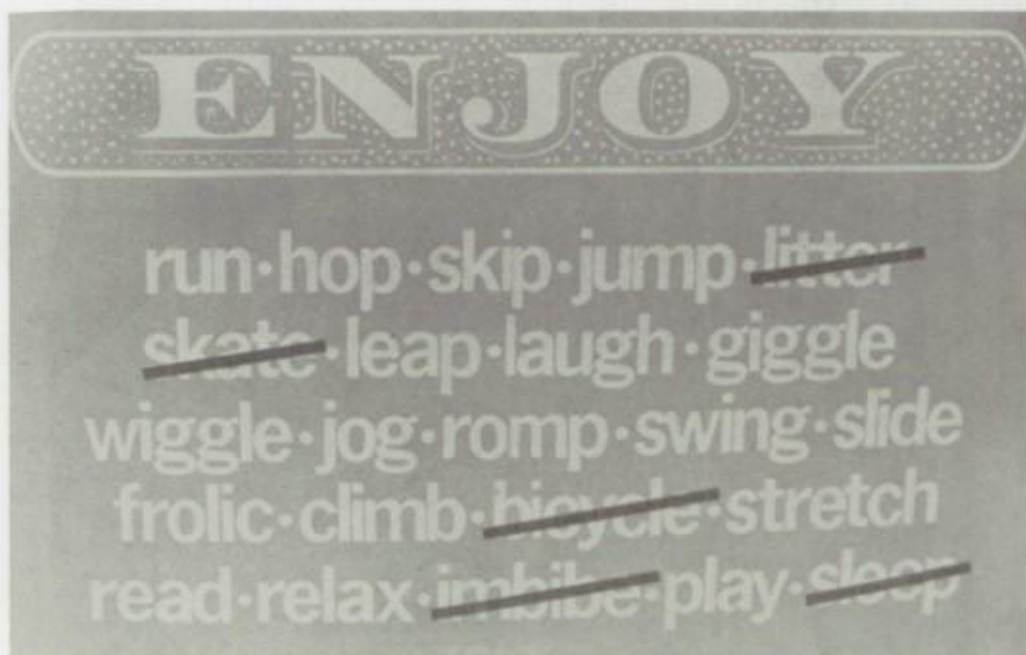 ENJOY
run·hop·skip·jump·litter
skate·leap·laugh·giggle
wiggle·jog·romp·swing·slide
frolic·climb·bicycle·stretch
read·relax·imbibe·play·sleep